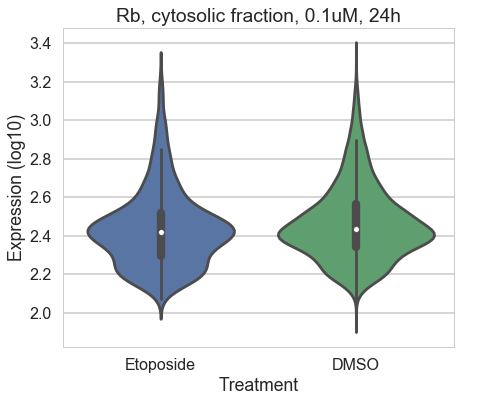 Rb, cytosolic fraction, 0.1uM, 24h
Expression (log10)
3.4
3.2
3.0
2.8
2.6
2.4
2.2
2.0
Etoposide DMSO
Treatment